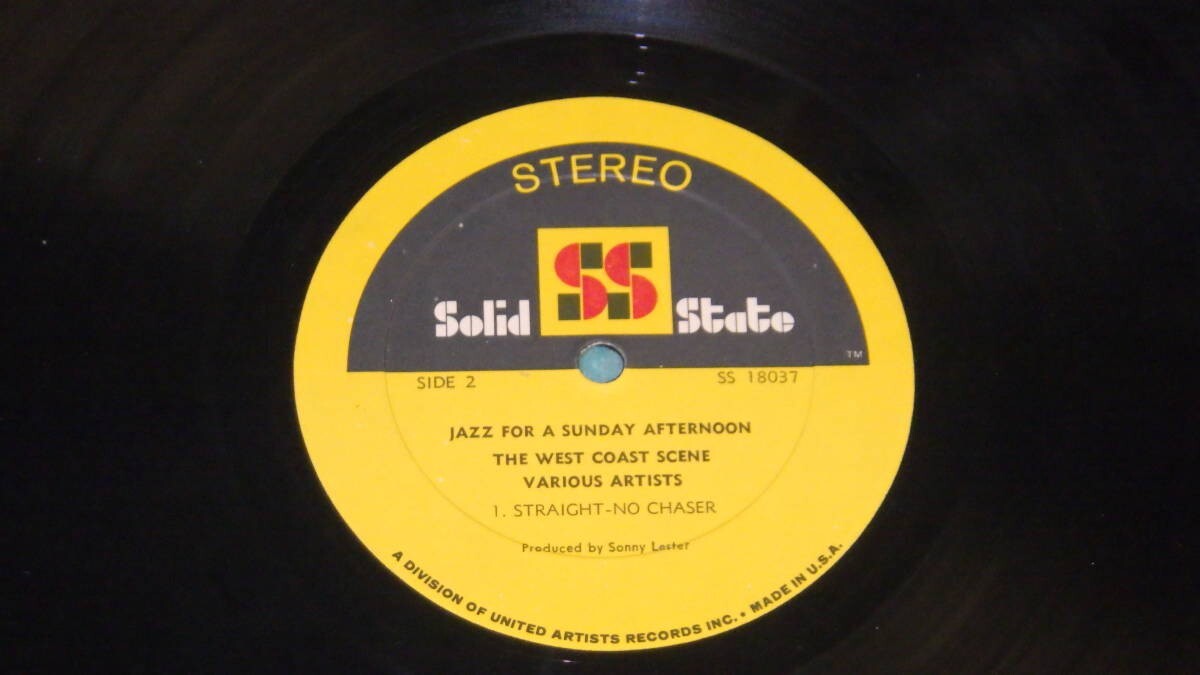 STEREO
Solid SS State
TM
SIDE 2 SS 18037
JAZZ FOR A SUNDAY AFTERNOON
THE WEST COAST SCENE
VARIOUS ARTISTS
1. STRAIGHT-NO CHASER
Produced by Sonny Lester
A DIVISION OF UNITED ARTISTS RECORDS INC. • MADE IN U.S.A.